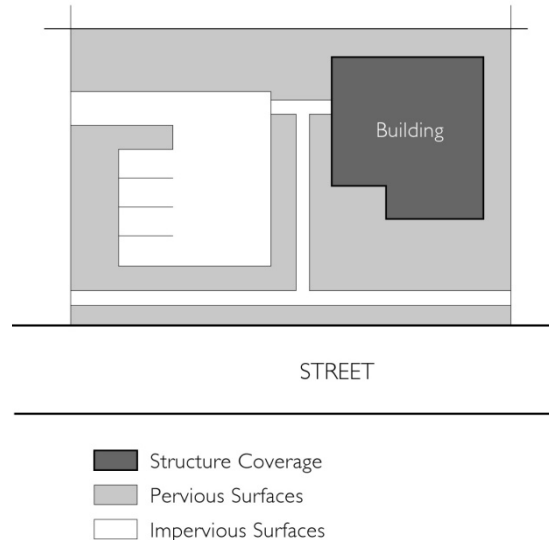 Building
STREET
Structure Coverage
Pervious Surfaces
Impervious Surfaces